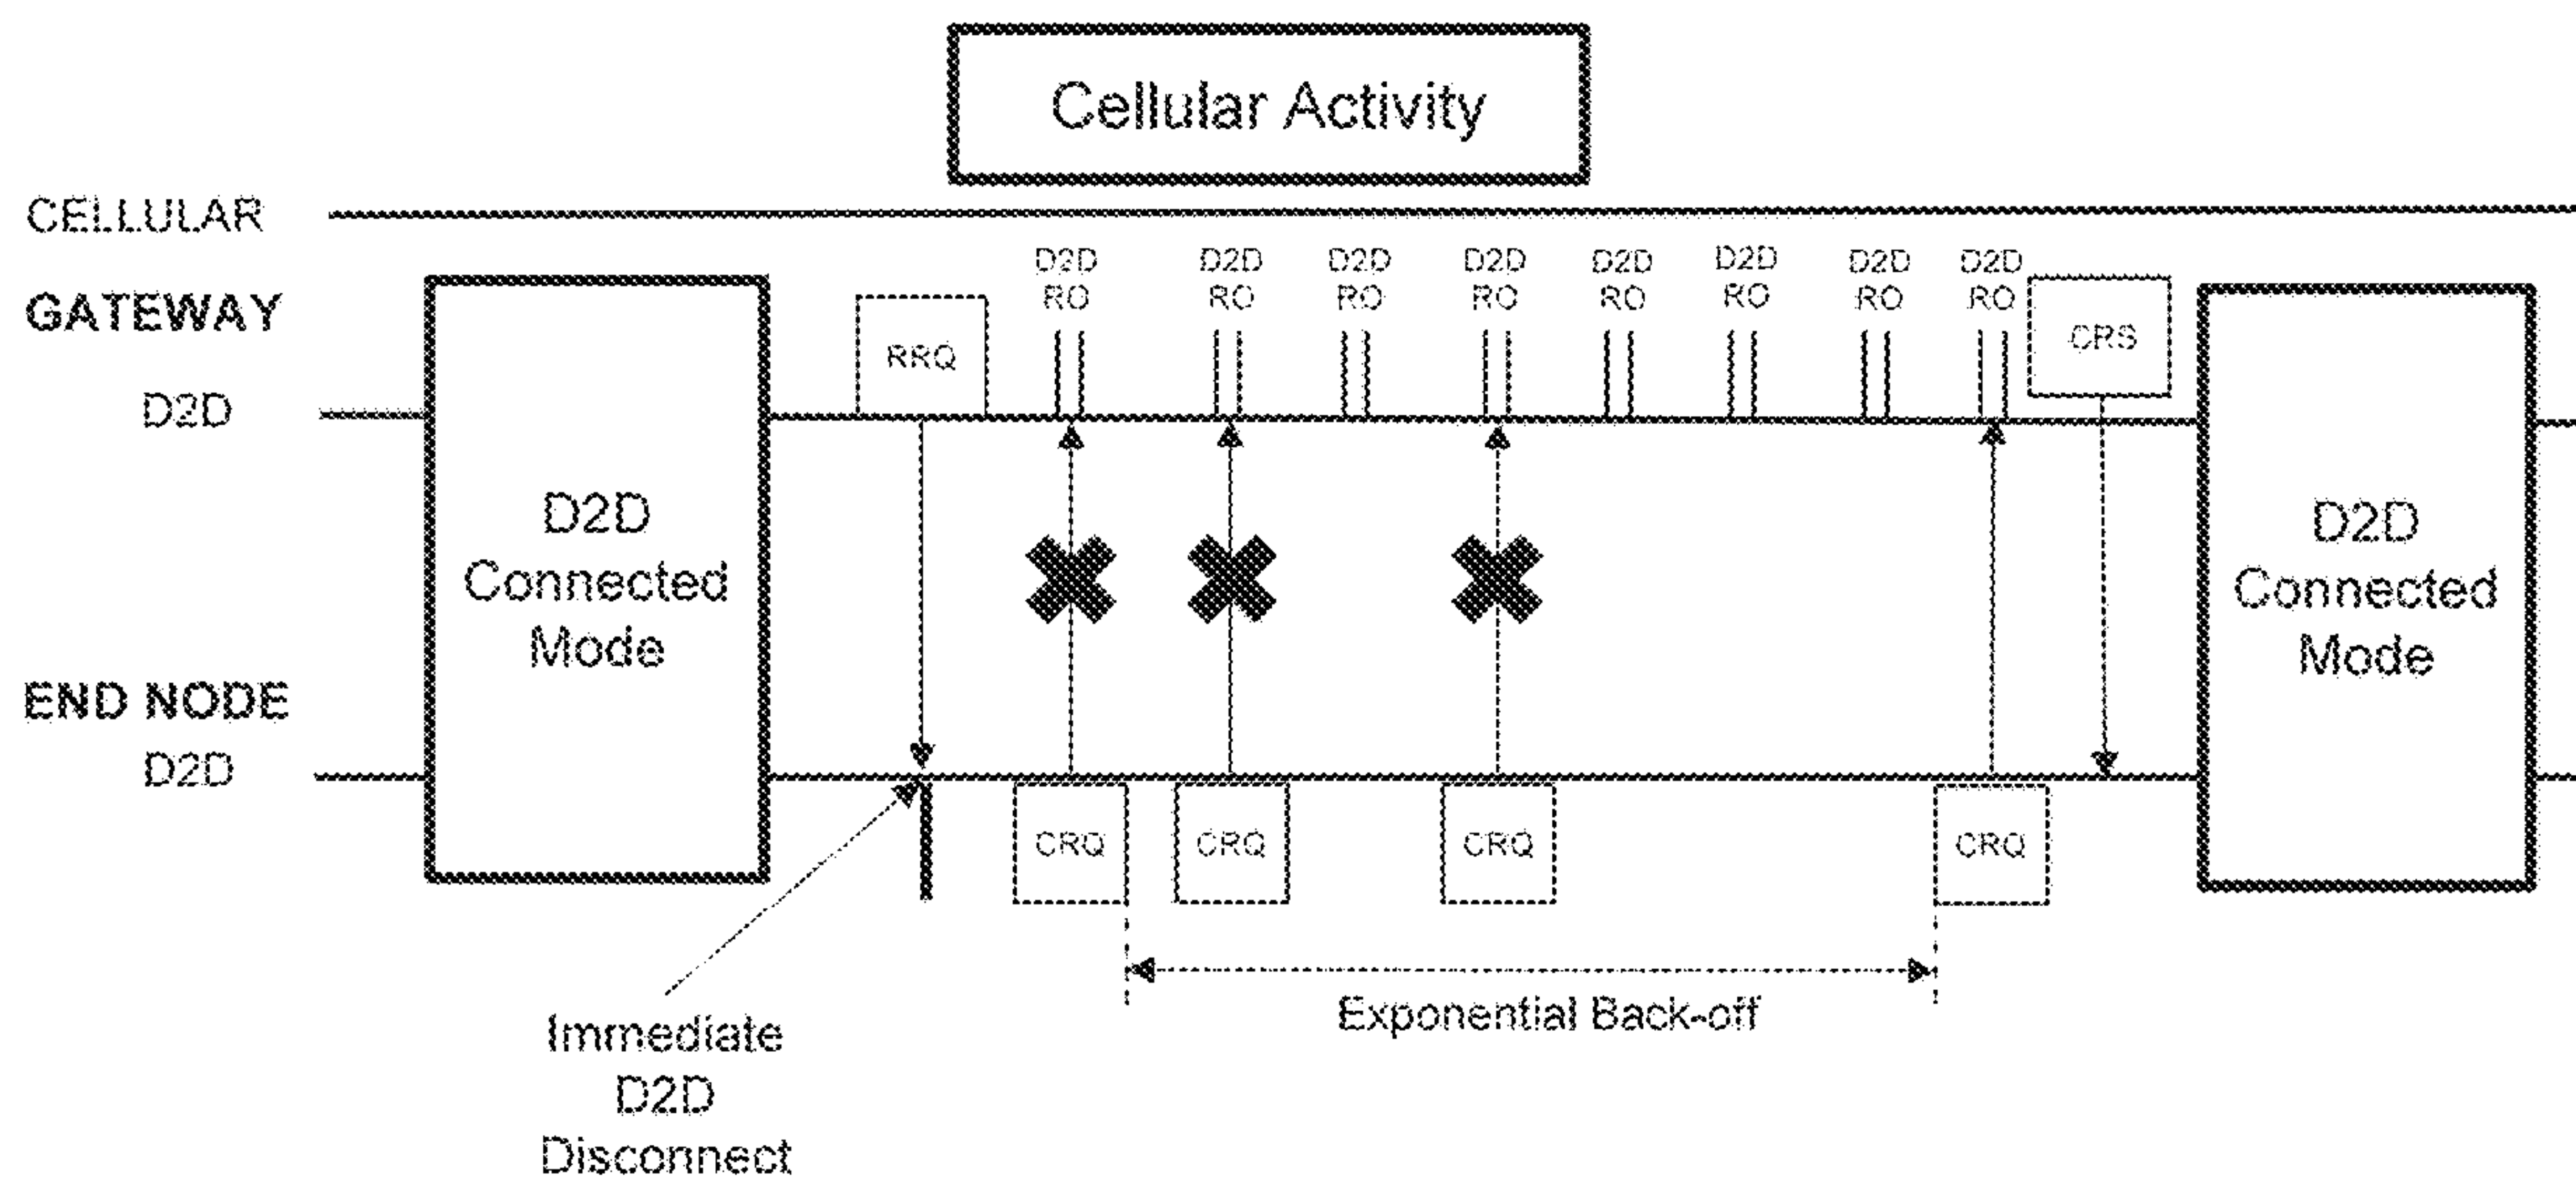 Cellular Activity
CELLULAR
GATEWAY
D2D
D2D
Connected
Mode
RRQ
D2D
RO
D2D
RO
D2D
RO
D2D
RO
D2D
RO
D2D
RO
D2D
RO
D2D
RO
CRS
D2D
Connected
Mode
END NODE
D2D
CRQ
CRQ
CRQ
CRQ
Exponential Back-off
Immediate
D2D
Disconnect